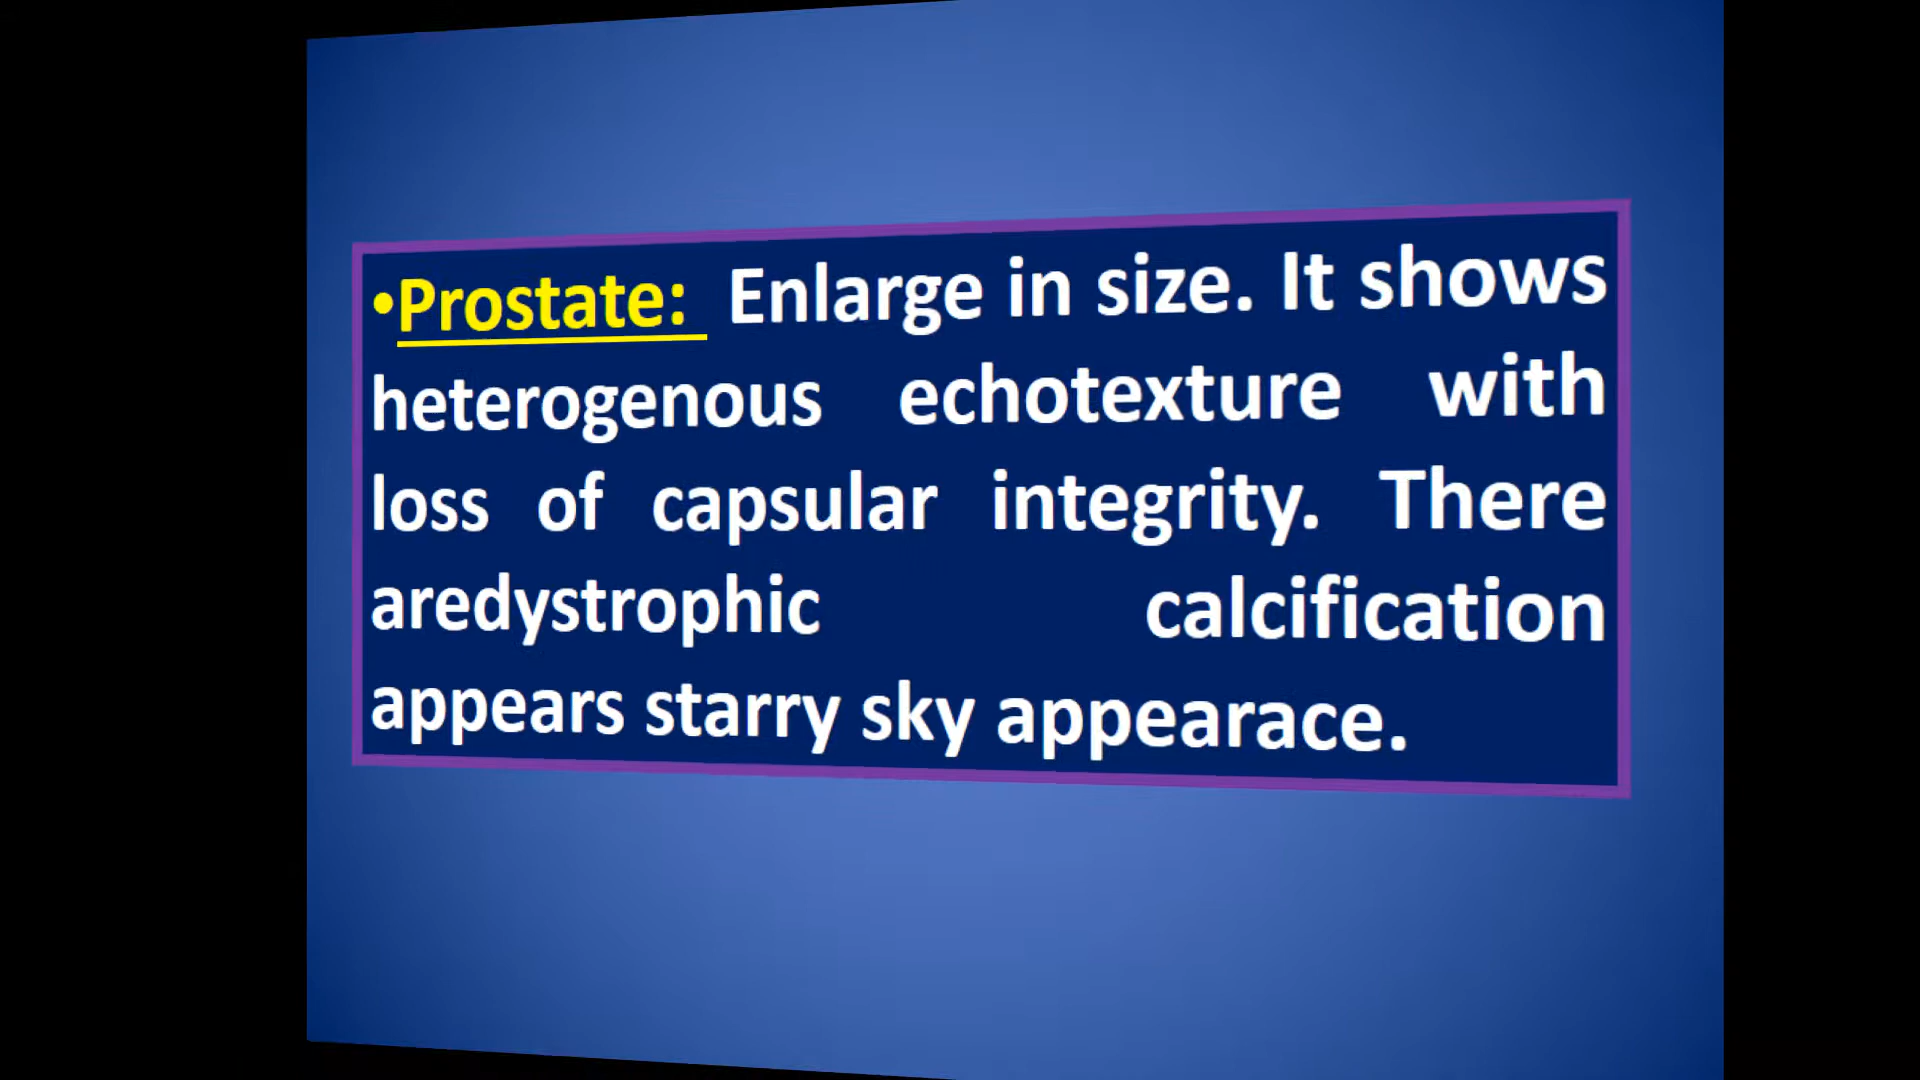 •Prostate: Enlarge in size. It shows
heterogenous echotexture with
loss of capsular integrity. There
aredystrophic calcification
appears starry sky appearace.